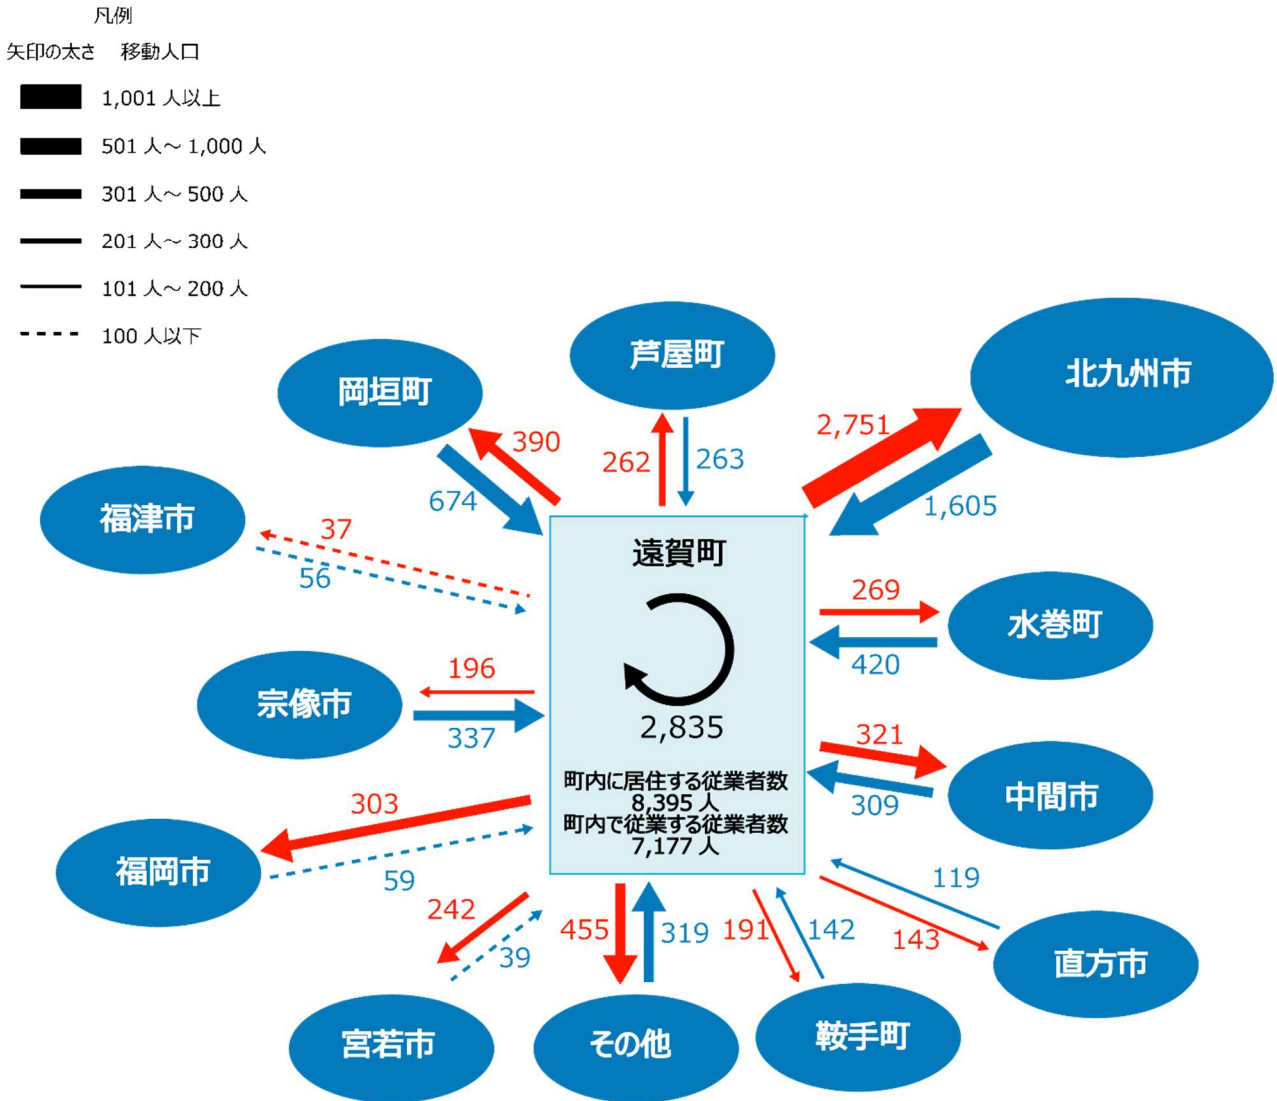 凡例
矢印の太さ 移動人口
1,001 人以上
501 人～ 1,000 人
301 人～ 500 人
201 人～ 300 人
101 人～ 200 人
100 人以下
芦屋町
岡垣町
北九州市
390
262
263
2,751
674
1,605
福津市
37
56
遠賀町
269
水巻町
420
宗像市
196
337
2,835
321
中間市
309
町内に居住する従業者数
8,395 人
町内で従業する従業者数
7,177 人
303
福岡市
59
242
39
455
319
191
142
119
143
直方市
宮若市
その他
鞍手町